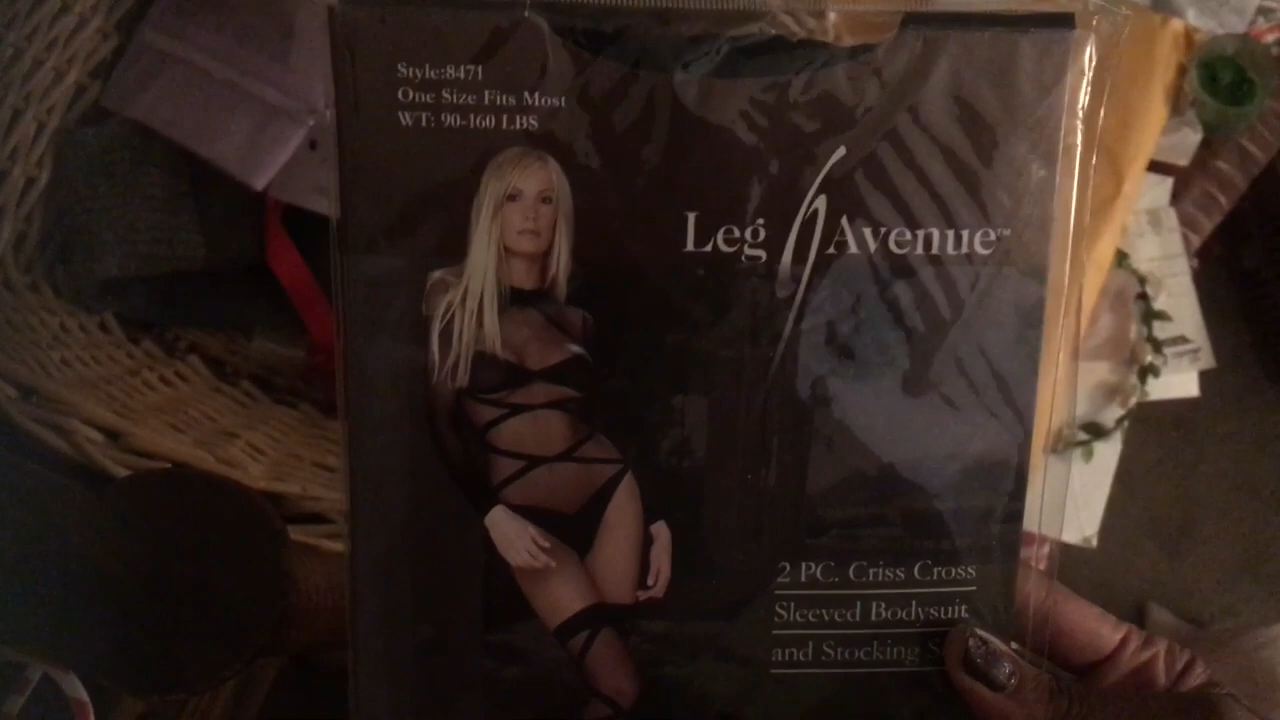 Style:8471
One Size Fits Most
WT: 90-160 LBS
Leg Avenue™
2 PC. Criss Cross
Sleeved Bodysuit
and Stocking